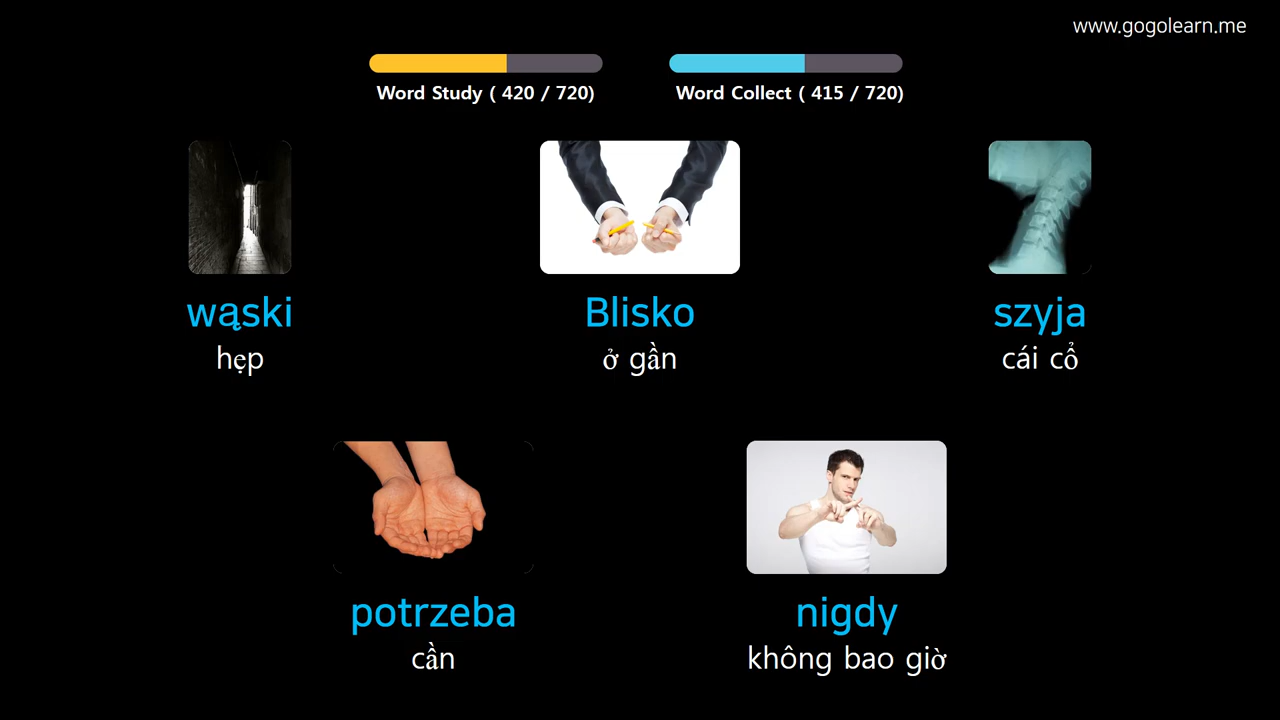 www.gogolearn.me
Word Study ( 420 / 720)
Word Collect ( 415 / 720)
wąski
hẹp
Blisko
ở gần
szyja
cái cổ
potrzeba
cần
nigdy
không bao giờ